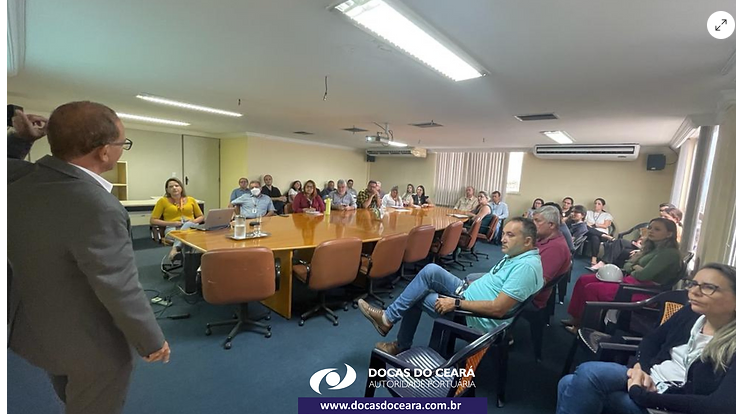 DOCAS DO CEARÁ
AUTORIDADE PORTUÁRIA
www.docasdoceara.com.br